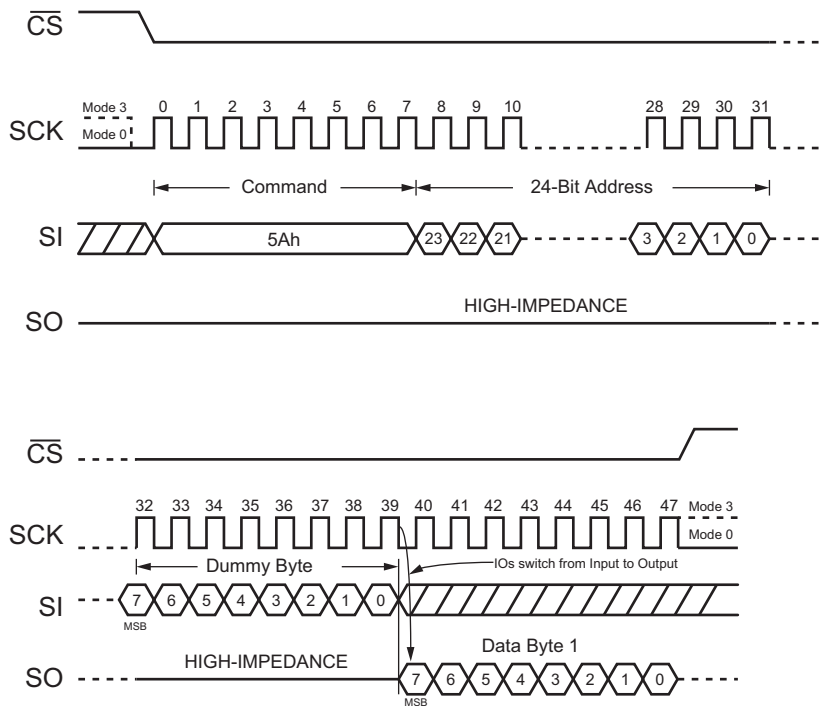 CS
Mode 3 0 1 2 3 4 5 6 7 8 9 10 28 29 30 31
SCK Mode 0
Command 24-Bit Address
SI 5Ah 23 22 21 3 2 1 0
HIGH-IMPEDANCE
SO
CS
32 33 34 35 36 37 38 39 40 41 42 43 44 45 46 47 Mode 3
SCK Mode 0
Dummy Byte IOs switch from Input to Output
SI 7 6 5 4 3 2 1 0
MSB
Data Byte 1
HIGH-IMPEDANCE
SO 7 6 5 4 3 2 1 0
MSB